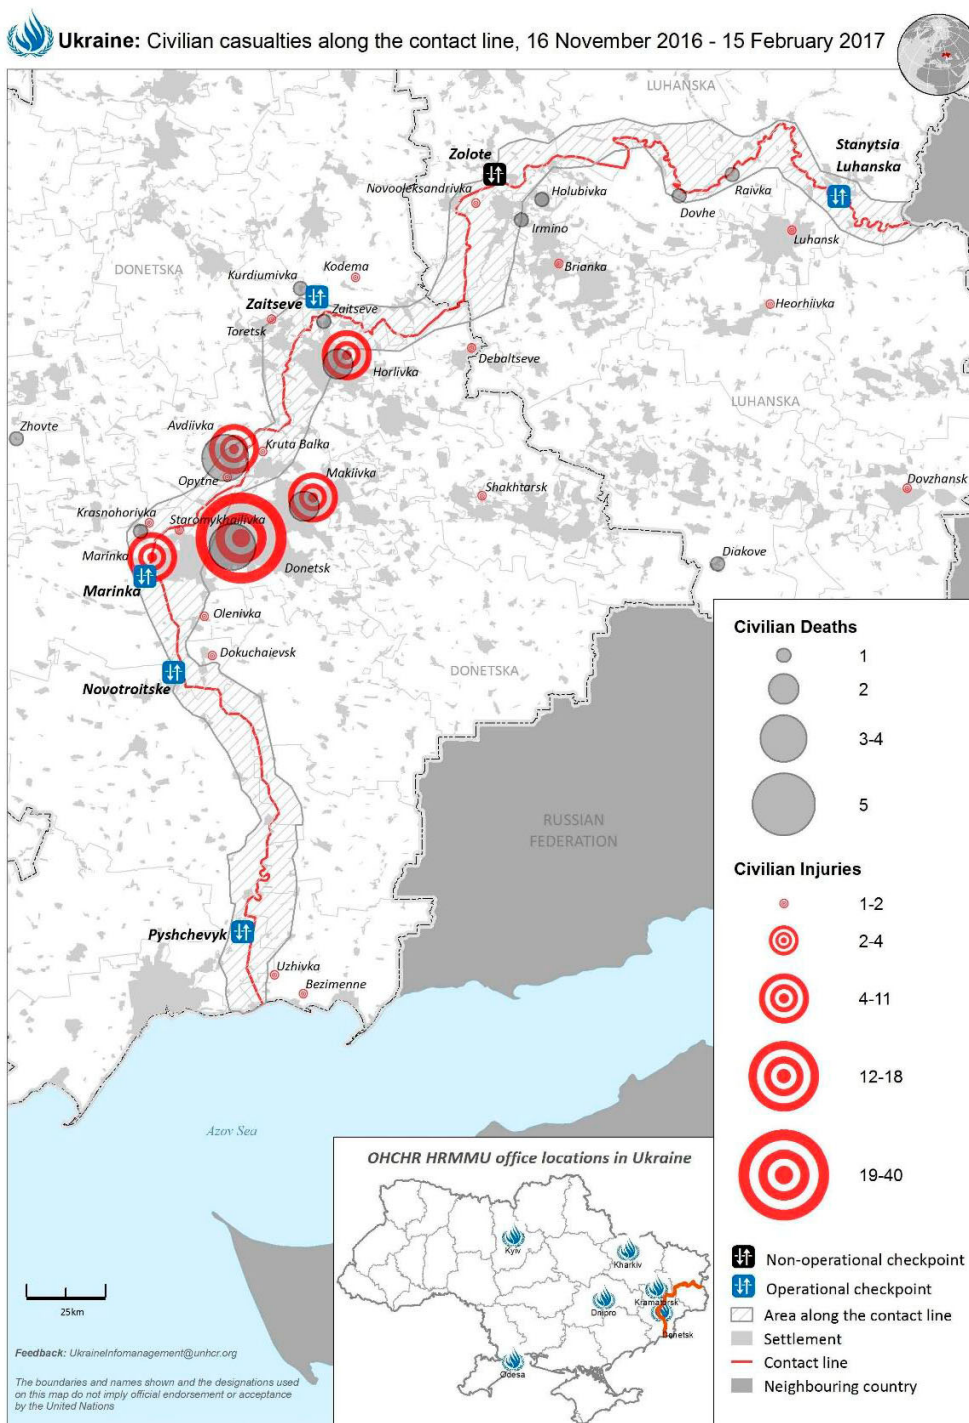 Ukraine: Civilian casualties along the contact line, 16 November 2016 - 15 February 2017
LUHANSKA
Stanytsia
Luhanska
Zolote
Novooleksandrivka
Holubivka
Raivka
Dovhe
Irmino
Luhansk
DONETSKA
Kodema
Kurdiumivka
Brianka
Zaitseve
Zaitseve
Heorhiivka
Toretsk
Debaltseve
Horlivka
LUHANSKA
Zhovte
Avdiivka
Kruta Balka
Makiivka
Opytne
Shakhtarsk
Dovzhansk
Krasnohorivka
Staromykhailivka
Marinka
Diakove
Donetsk
Marinka
Olenivka
Dokuchaievsk
DONETSKA
Novotroitske
RUSSIAN
FEDERATION
Pyshchevyk
Uzhivka
Bezimenne
Azov Sea
Civilian Deaths
1
2
3-4
5
Civilian Injuries
1-2
2-4
4-11
12-18
19-40
Non-operational checkpoint
Operational checkpoint
Area along the contact line
Settlement
Contact line
Neighbouring country
OHCHR HRMMU office locations in Ukraine
Kyiv
Kharkiv
Kramatorsk
Dnipro
Donetsk
Odesa
25km
Feedback: UkraineInfomanagement@unhcr.org
The boundaries and names shown and the designations used
on this map do not imply official endorsement or acceptance
by the United Nations